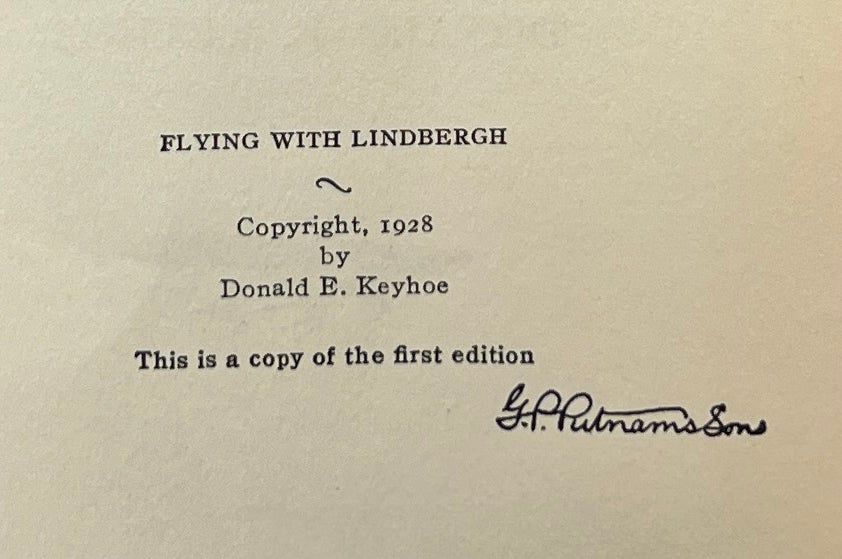 FLYING WITH LINDBERGH
Copyright, 1928
by
Donald E. Keyhoe
This is a copy of the first edition
G.P. Putnam's Sons